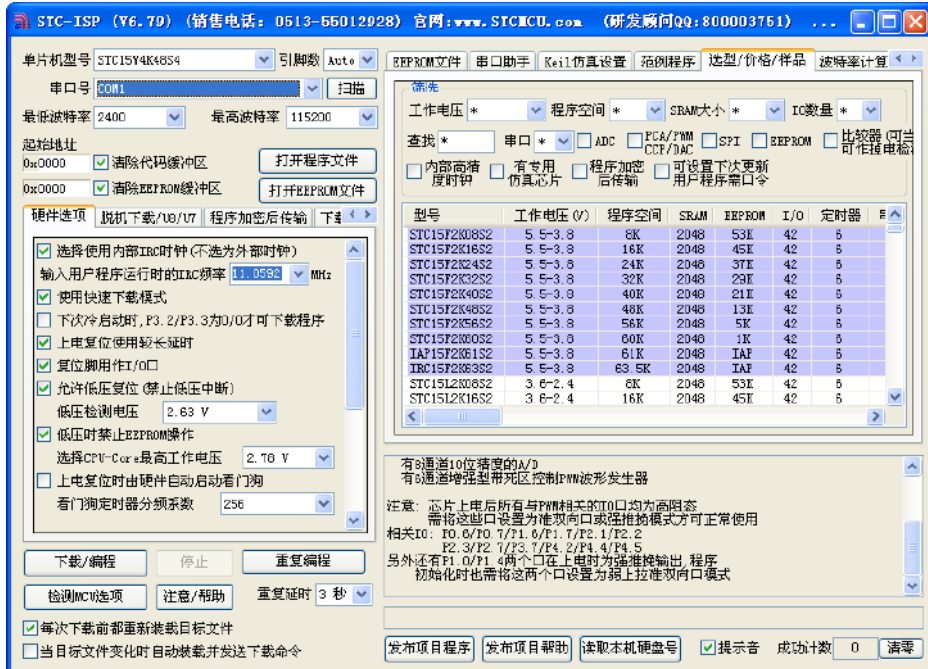 STC-ISP (V6.79) (销售电话: 0513-55012928) 官网:www.STCMCU.com (研发顾问QQ:800003751) ...
单片机型号 STC15W4K48S4 引脚数 Auto
串口号 COM1 扫描
最低波特率 2400 最高波特率 115200
起始地址
0x0000 清除代码缓冲区 打开程序文件
0x0000 清除EEPROM缓冲区 打开EEPROM文件
硬件选项 脱机下载/U8/U7 程序加密后传输
选择使用内部IRC时钟(不选为外部时钟)
输入用户程序运行时的IRC频率 11.0592 MHz
使用快速下载模式
下次冷启动时,P3.2/P3.3为0/0才可下载程序
上电复位使用较长延时
复位脚用作I/O口
允许低压复位(禁止低压中断)
低压检测电压 2.63 V
低压时禁止EEPROM操作
选择CPU-Core最高工作电压 2.78 V
上电复位时由硬件自动启动看门狗
看门狗定时器分频系数 256
下载/编程 停止 重复编程
检测MCU选项 注意/帮助 重复延时 3 秒
每次下载前都重新装载目标文件
当目标文件变化时自动装载并发送下载命令
EEPROM文件 串口助手 Keil仿真设置 范例程序 选型/价格/样品 波特率计算
筛选
工作电压 * 程序空间 * SRAM大小 * IO数量 *
查找 * 串口 * ADC PCA/PWM SPI EEPROM 比较器(可当
CCP/DAC 可作掉电检
内部高精 有专用 程序加密 可设置下次更新
度时钟 仿真芯片 后传输 用户程序需口令
型号 工作电压(V) 程序空间 SRAM EEPROM I/O 定时器
STC15F2K08S2 5.5-3.8 8K 2048 53K 42 6
STC15F2K16S2 5.5-3.8 16K 2048 45K 42 6
STC15F2K24S2 5.5-3.8 24K 2048 37K 42 6
STC15F2K32S2 5.5-3.8 32K 2048 29K 42 6
STC15F2K40S2 5.5-3.8 40K 2048 21K 42 6
STC15F2K48S2 5.5-3.8 48K 2048 13K 42 6
STC15F2K56S2 5.5-3.8 56K 2048 5K 42 6
STC15F2K60S2 5.5-3.8 60K 2048 1K 42 6
IAP15F2K61S2 5.5-3.8 61K 2048 IAP 42 6
IRC15F2K63S2 5.5-3.8 63.5K 2048 IAP 42 6
STC15L2K08S2 3.6-2.4 8K 2048 53K 42 6
STC15L2K16S2 3.6-2.4 16K 2048 45K 42 6
有8通道10位精度的A/D
有6通道增强型带死区控制PWM波形发生器
注意: 芯片上电后所有与PWM相关的IO口均为高阻态
需将这些口设置为准双向口或强推挽模式方可正常使用
相关IO: P0.6/P0.7/P1.6/P1.7/P2.1/P2.2
P2.3/P2.7/P3.7/P4.2/P4.4/P4.5
另外还有P1.0/P1.4两个口在上电时为强推挽输出,程序
初始化时也需将这两个口设置为弱上拉准双向口模式
发布项目程序 发布项目帮助 读取本机硬盘号 提示音 成功计数 0 清零